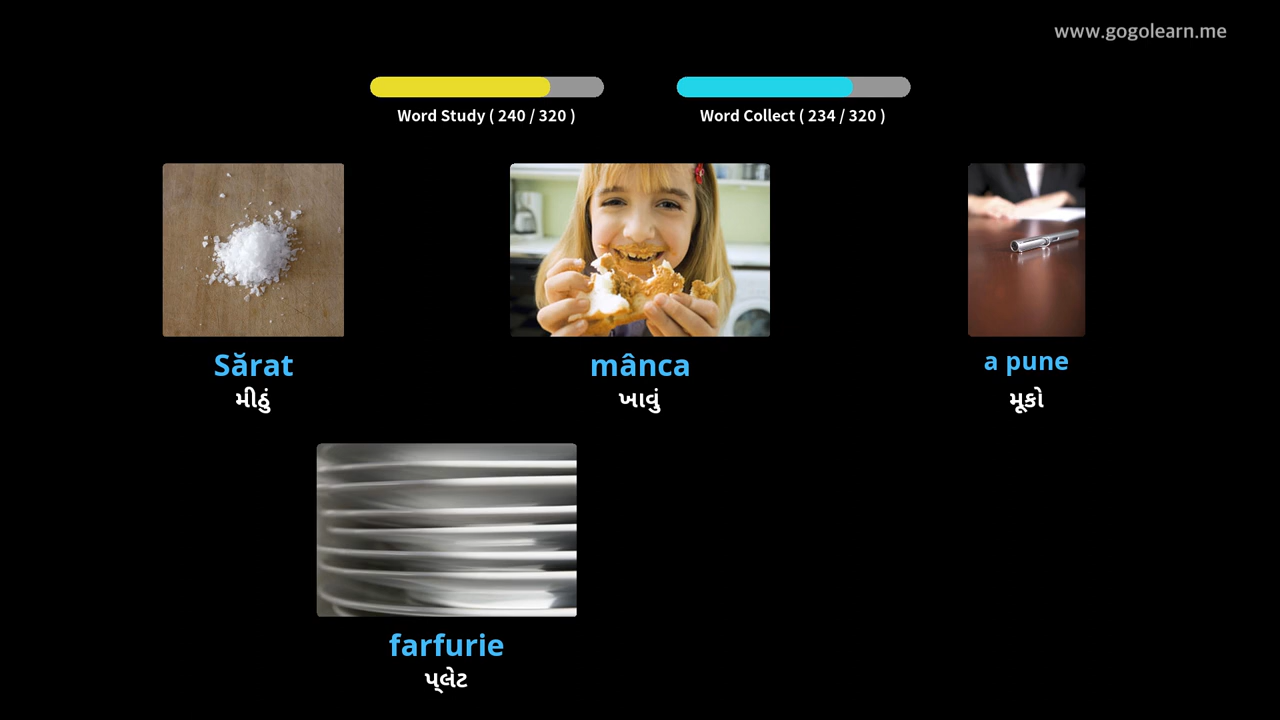 www.gogolearn.me
Word Study ( 240 / 320 )
Word Collect ( 234 / 320 )
Sărat
મીઠું
mânca
ખાવું
a pune
મૂકો
farfurie
પ્લેટ